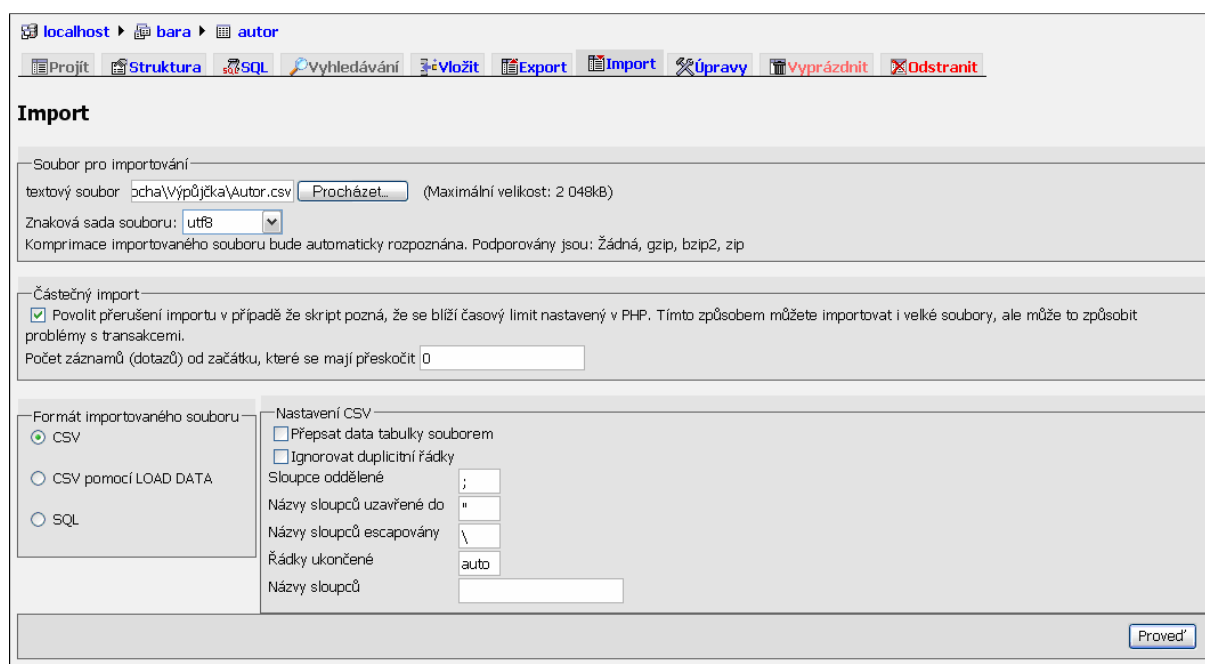 localhost bara autor
Projít Struktura SQL Vyhledávání Vložit Export Import Úpravy Vyprázdnit Odstranit
Import
Soubor pro importování
textový soubor ocha\Výpůjčka\Autor.csv Procházet... (Maximální velikost: 2 048kB)
Znaková sada souboru: utf8
Komprimace importovaného souboru bude automaticky rozpoznána. Podporovány jsou: Žádná, gzip, bzip2, zip
Částečný import
Povolit přerušení importu v případě že skript pozná, že se blíží časový limit nastavený v PHP. Tímto způsobem můžete importovat i velké soubory, ale může to způsobit
problémy s transakcemi.
Počet záznamů (dotazů) od začátku, které se mají přeskočit 0
Formát importovaného souboru
CSV
CSV pomocí LOAD DATA
SQL
Nastavení CSV
Přepsat data tabulky souborem
Ignorovat duplicitní řádky
Sloupce oddělené ;
Názvy sloupců uzavřené do "
Názvy sloupců escapovány \
Řádky ukončené auto
Názvy sloupců
Proveď